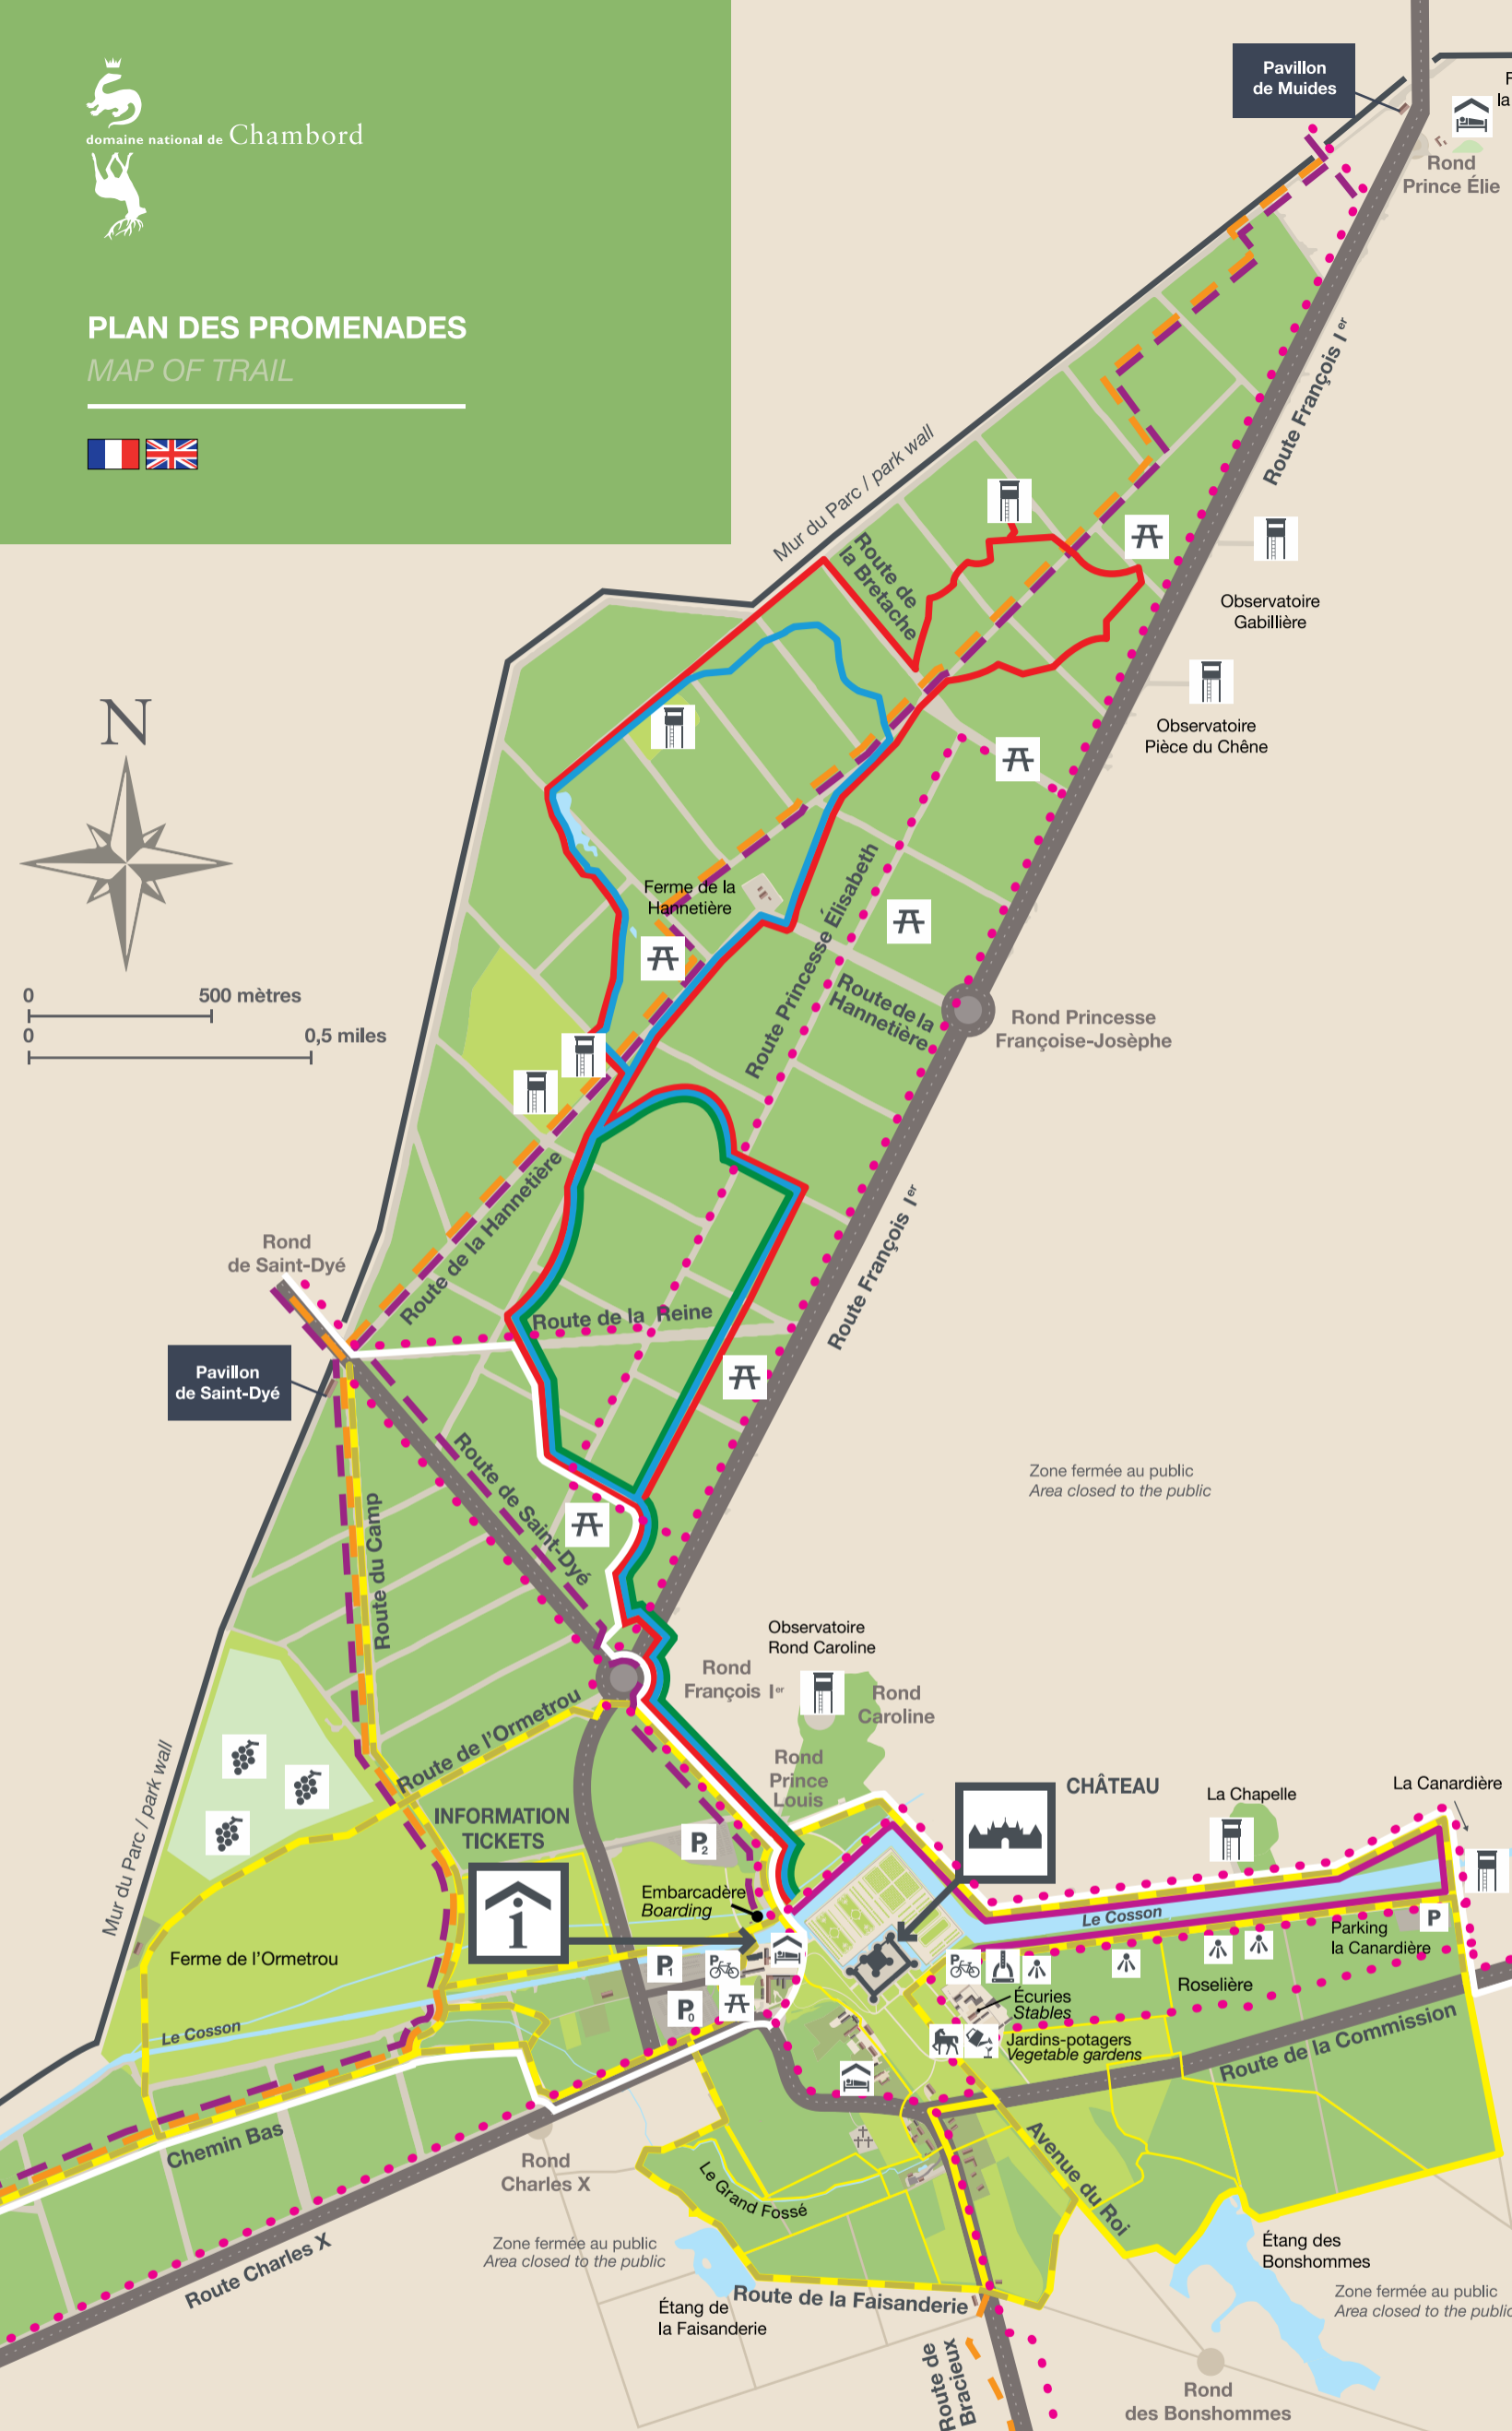 domaine national de Chambord
PLAN DES PROMENADES
MAP OF TRAIL
Pavillon
de Muides
Rond
Prince Élie
Route François Ier
Mur du Parc / park wall
Route de
la Bretache
Observatoire
Gabillière
Observatoire
Pièce du Chêne
N
Ferme de la
Hannetière
Route Princesse Élisabeth
Route de la
Hannetière
0 500 mètres
0 0,5 miles
Rond Princesse
Françoise-Josèphe
Route de la Hannetière
Route François Ier
Rond
de Saint-Dyé
Route de la Reine
Pavillon
de Saint-Dyé
Route de Saint-Dyé
Zone fermée au public
Area closed to the public
Route du Camp
Observatoire
Rond Caroline
Rond
François Ier
Rond
Caroline
Route de l'Ormetrou
Rond
Prince
Louis
Mur du Parc / park wall
CHÂTEAU
La Chapelle
La Canardière
INFORMATION
TICKETS
P2
i
Embarcadère
Boarding
Le Cosson
P
Parking
la Canardière
Ferme de l'Ormetrou
P1
P
Roselière
P
Écuries
Stables
P0
Le Cosson
Jardins-potagers
Vegetable gardens
Route de la Commission
Chemin Bas
Rond
Charles X
Avenue du Roi
Le Grand Fossé
Route Charles X
Zone fermée au public
Area closed to the public
Étang des
Bonshommes
Zone fermée au public
Area closed to the public
Étang de
la Faisanderie
Route de la Faisanderie
Route de
Bracieux
Rond
des Bonshommes